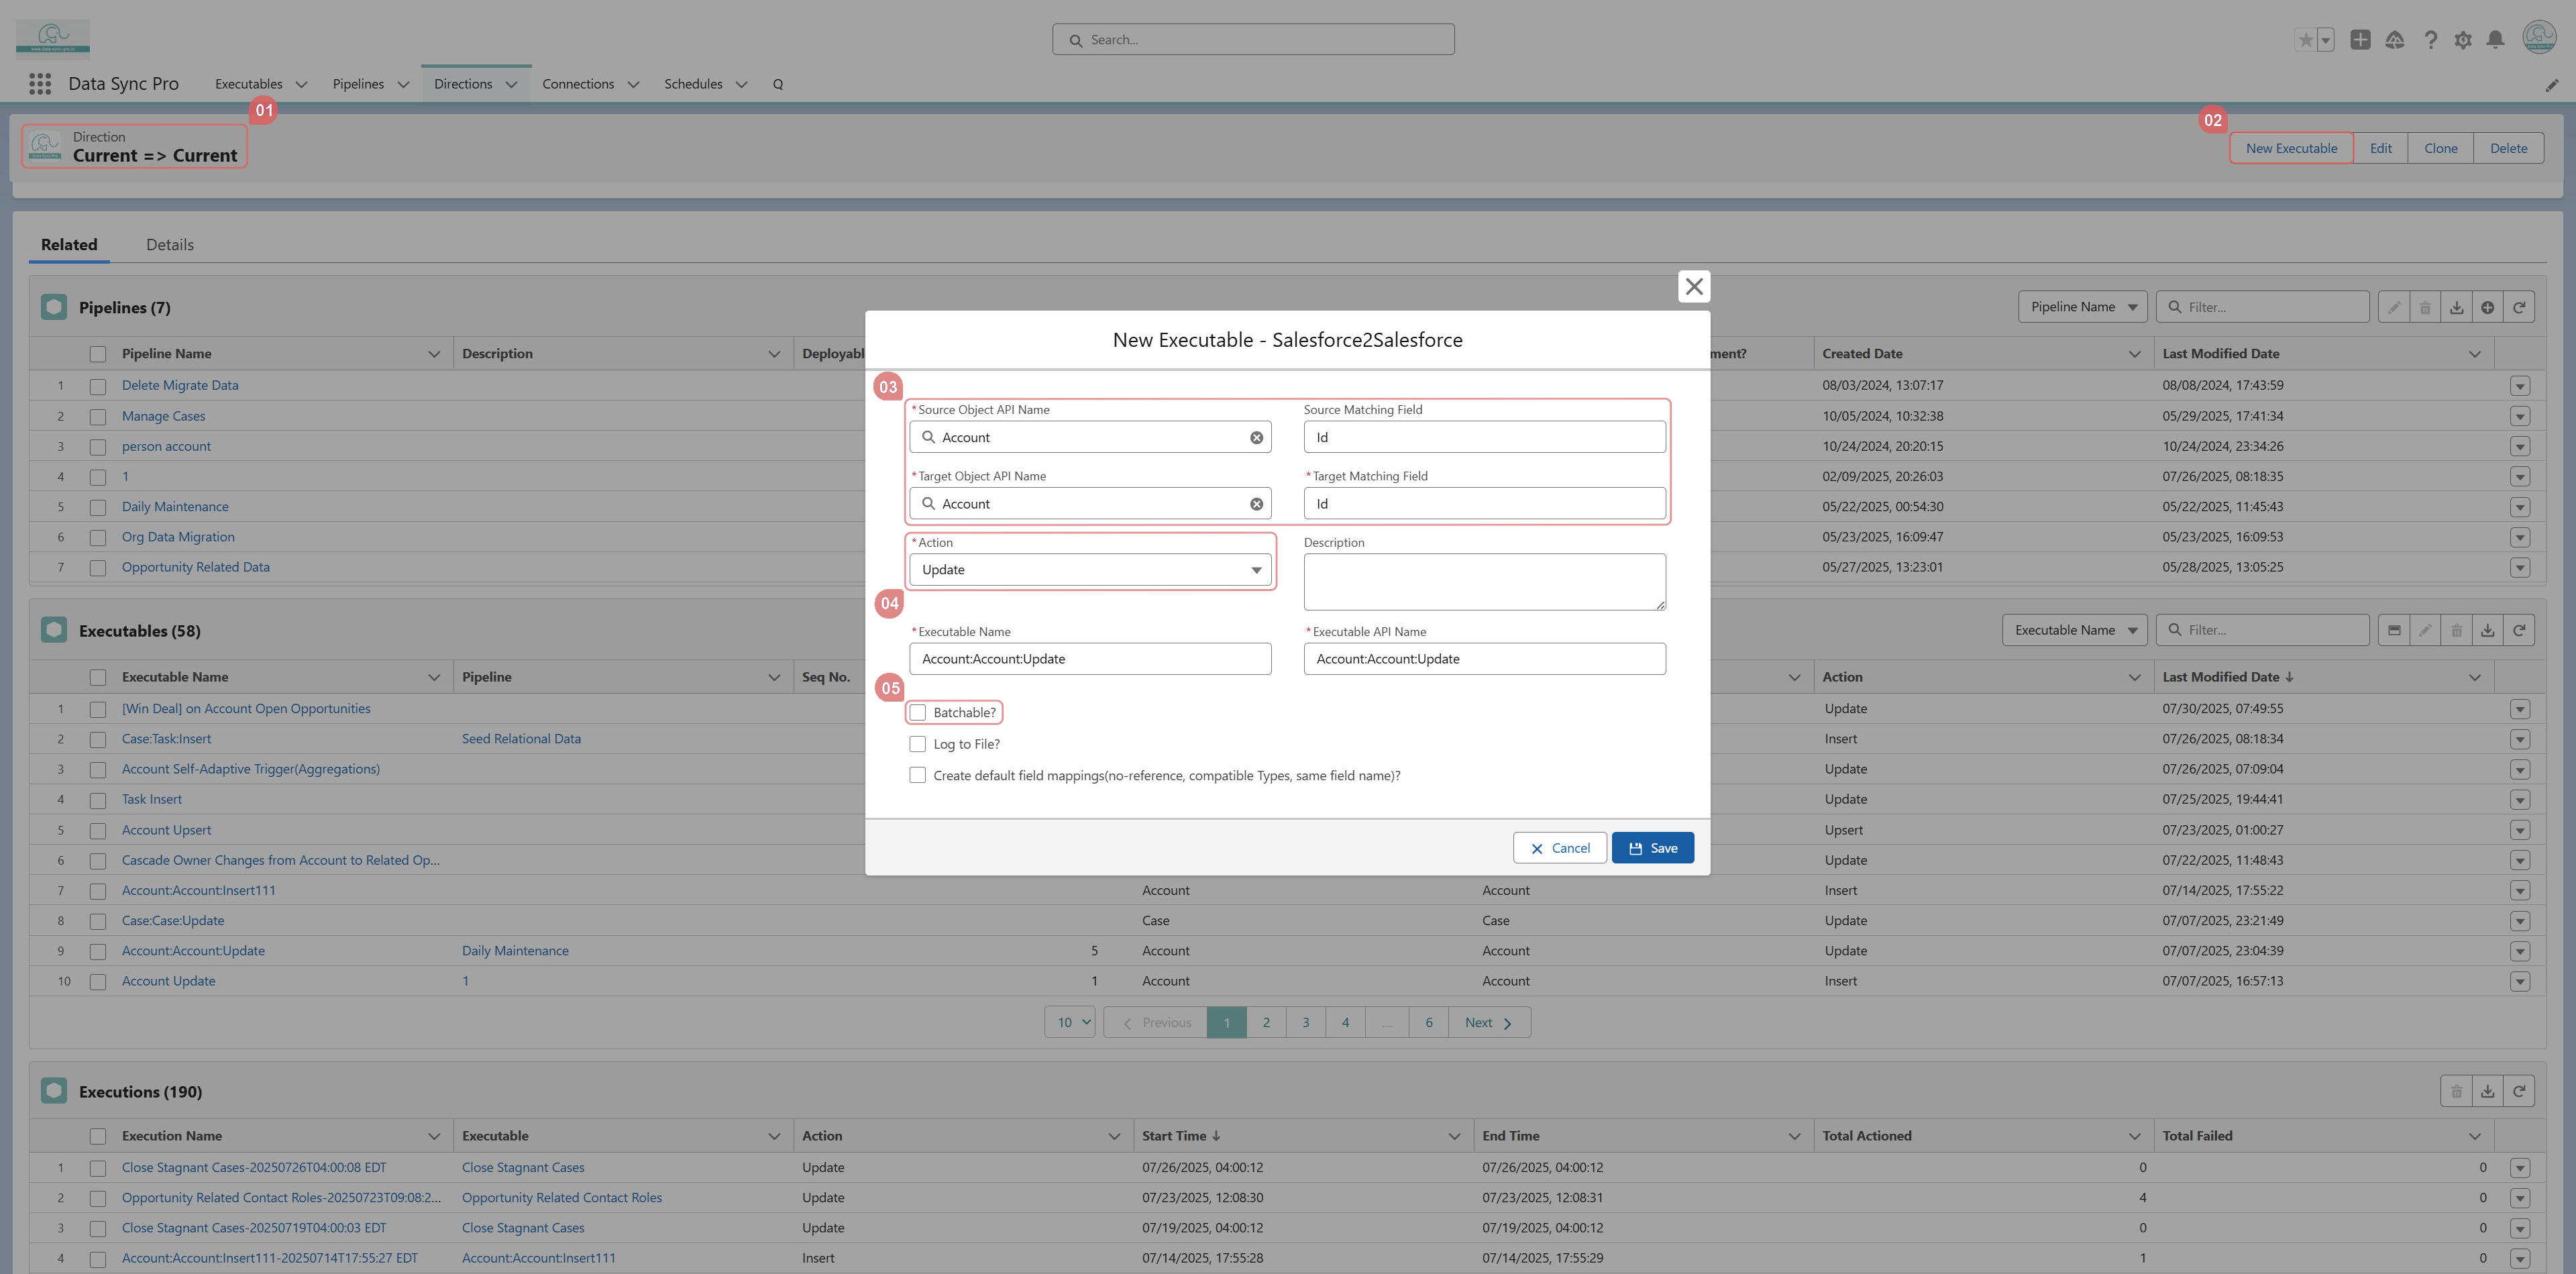 Search...
Data Sync Pro Executables Pipelines Directions Connections Schedules Q
01
02
Direction
Current => Current
New Executable Edit Clone Delete
Related Details
Pipelines (7) Pipeline Name Filter...
Pipeline Name Description Deployabl ment? Created Date Last Modified Date
1 Delete Migrate Data 08/03/2024, 13:07:17 08/08/2024, 17:43:59
2 Manage Cases 10/05/2024, 10:32:38 05/29/2025, 17:41:34
3 person account 10/24/2024, 20:20:15 10/24/2024, 23:34:26
4 1 02/09/2025, 20:26:03 07/26/2025, 08:18:35
5 Daily Maintenance 05/22/2025, 00:54:30 05/22/2025, 11:45:43
6 Org Data Migration 05/23/2025, 16:09:47 05/23/2025, 16:09:53
7 Opportunity Related Data 05/27/2025, 13:23:01 05/28/2025, 13:05:25
New Executable - Salesforce2Salesforce
03
*Source Object API Name Source Matching Field
Account Id
*Target Object API Name *Target Matching Field
Account Id
*Action Description
Update
04
*Executable Name *Executable API Name
Account:Account:Update Account:Account:Update
05
Batchable?
Log to File?
Create default field mappings(no-reference, compatible Types, same field name)?
Cancel Save
Executables (58) Executable Name Filter...
Executable Name Pipeline Seq No. Action Last Modified Date
1 [Win Deal] on Account Open Opportunities Update 07/30/2025, 07:49:55
2 Case:Task:Insert Seed Relational Data Insert 07/26/2025, 08:18:34
3 Account Self-Adaptive Trigger(Aggregations) Update 07/26/2025, 07:09:04
4 Task Insert Update 07/25/2025, 19:44:41
5 Account Upsert Upsert 07/23/2025, 01:00:27
6 Cascade Owner Changes from Account to Related Op... Update 07/22/2025, 11:48:43
7 Account:Account:Insert111 Account Account Insert 07/14/2025, 17:55:22
8 Case:Case:Update Case Case Update 07/07/2025, 23:21:49
9 Account:Account:Update Daily Maintenance 5 Account Account Update 07/07/2025, 23:04:39
10 Account Update 1 1 Account Account Insert 07/07/2025, 16:57:13
10 Previous 1 2 3 4 ... 6 Next
Executions (190)
Execution Name Executable Action Start Time End Time Total Actioned Total Failed
1 Close Stagnant Cases-20250726T04:00:08 EDT Close Stagnant Cases Update 07/26/2025, 04:00:12 07/26/2025, 04:00:12 0 0
2 Opportunity Related Contact Roles-20250723T09:08:2... Opportunity Related Contact Roles Update 07/23/2025, 12:08:30 07/23/2025, 12:08:31 4 0
3 Close Stagnant Cases-20250719T04:00:03 EDT Close Stagnant Cases Update 07/19/2025, 04:00:12 07/19/2025, 04:00:12 0 0
4 Account:Account:Insert111-20250714T17:55:27 EDT Account:Account:Insert111 Insert 07/14/2025, 17:55:28 07/14/2025, 17:55:29 1 0